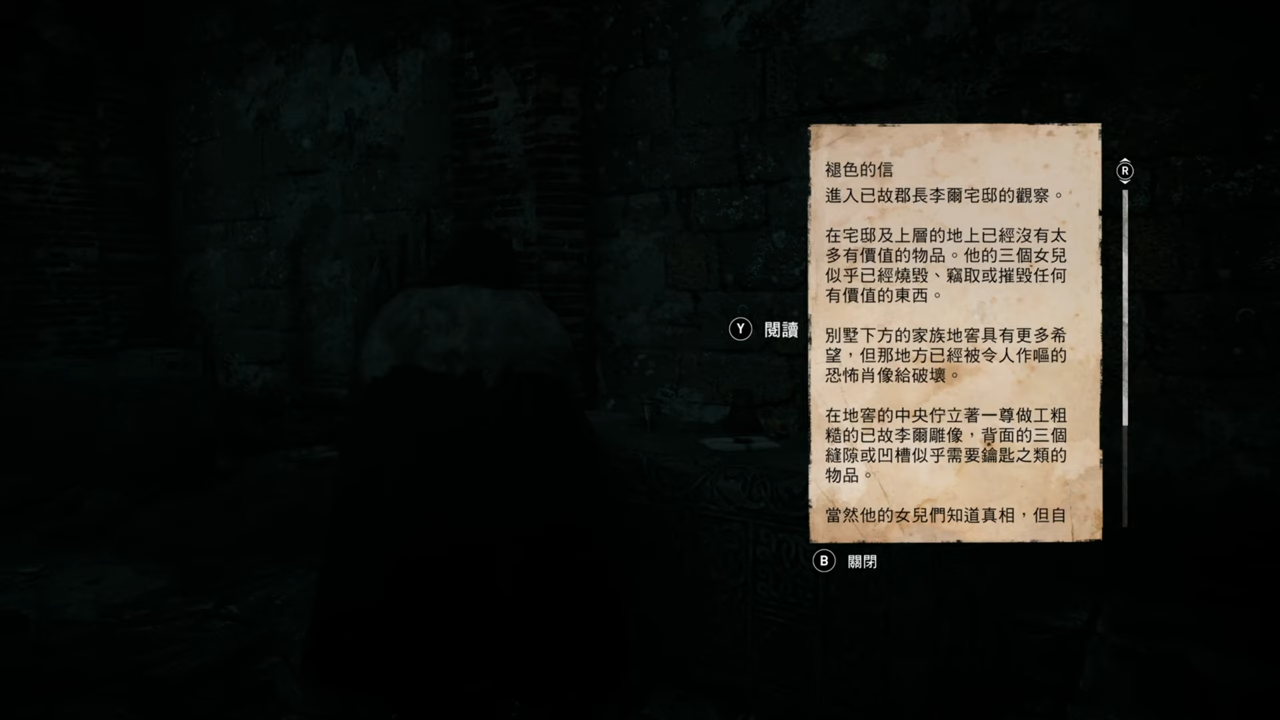 褪色的信
進入已故郡長李爾宅邸的觀察。
在宅邸及上層的地上已經沒有太
多有價值的物品。他的三個女兒
似乎已經燒毀、竊取或摧毀任何
有價值的東西。
別墅下方的家族地窖具有更多希
望，但那地方已經被令人作嘔的
恐怖肖像給破壞。
在地窖的中央佇立著一尊做工粗
糙的已故李爾雕像，背面的三個
縫隙或凹槽似乎需要鑰匙之類的
物品。
當然他的女兒們知道真相，但自
R
Y 閱讀
B 關閉